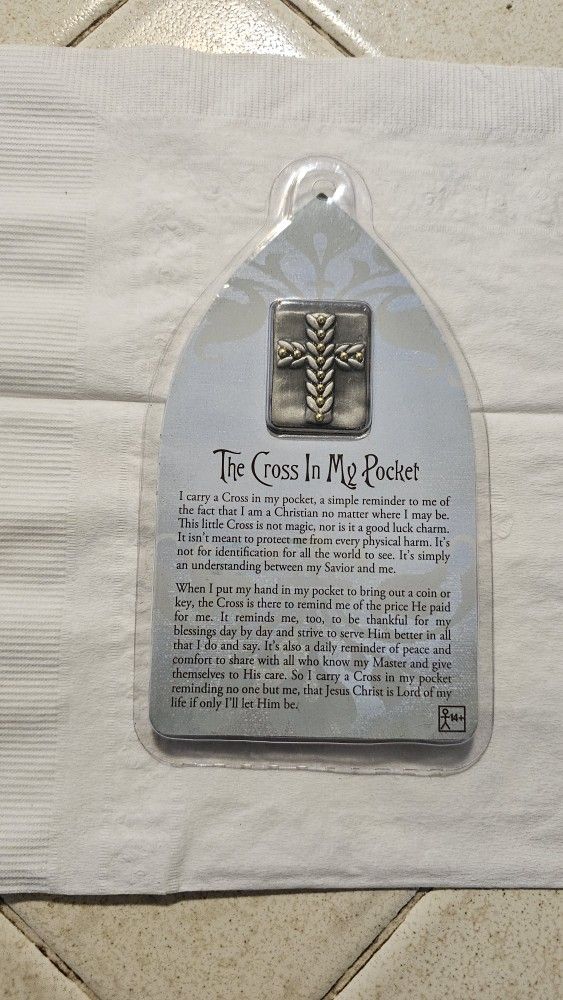 The Cross In My Pocket
I carry a Cross in my pocket, a simple reminder to me of
the fact that I am a Christian no matter where I may be.
This little Cross is not magic, nor is it a good luck charm.
It isn't meant to protect me from every physical harm. It's
not for identification for all the world to see. It's simply
an understanding between my Savior and me.
When I put my hand in my pocket to bring out a coin or
key, the Cross is there to remind me of the price He paid
for me. It reminds me, too, to be thankful for my
blessings day by day and strive to serve Him better in all
that I do and say. It's also a daily reminder of peace and
comfort to share with all who know my Master and give
themselves to His care. So I carry a Cross in my pocket
reminding no one but me, that Jesus Christ is Lord of my
life if only I'll let Him be.
14+